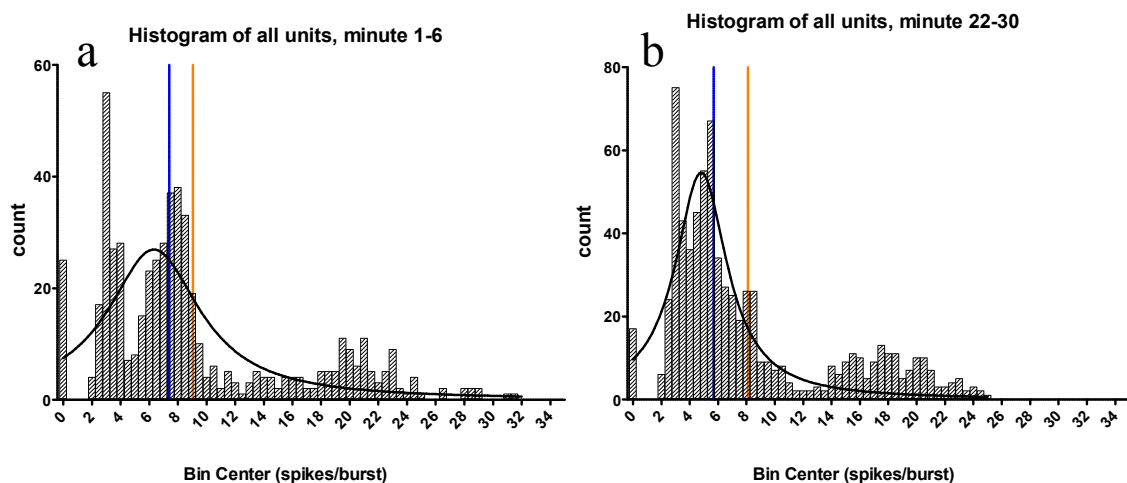 a
Histogram of all units, minute 1-6
60
40
20
0
count
0 2 4 6 8 10 12 14 16 18 20 22 24 26 28 30 32 34
Bin Center (spikes/burst)
b
Histogram of all units, minute 22-30
80
60
40
20
0
count
0 2 4 6 8 10 12 14 16 18 20 22 24 26 28 30 32 34
Bin Center (spikes/burst)